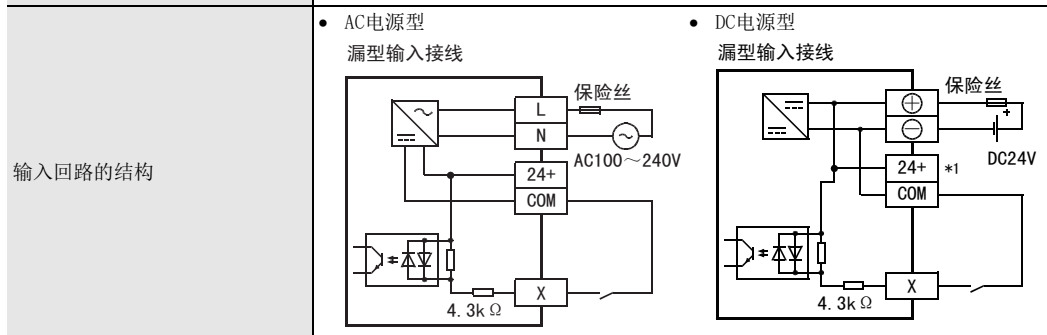 输入回路的结构
• AC电源型
漏型输入接线
保险丝
L
N
AC100～240V
24+
COM
X
4.3kΩ
• DC电源型
漏型输入接线
保险丝
+
DC24V
24+
*1
COM
X
4.3kΩ